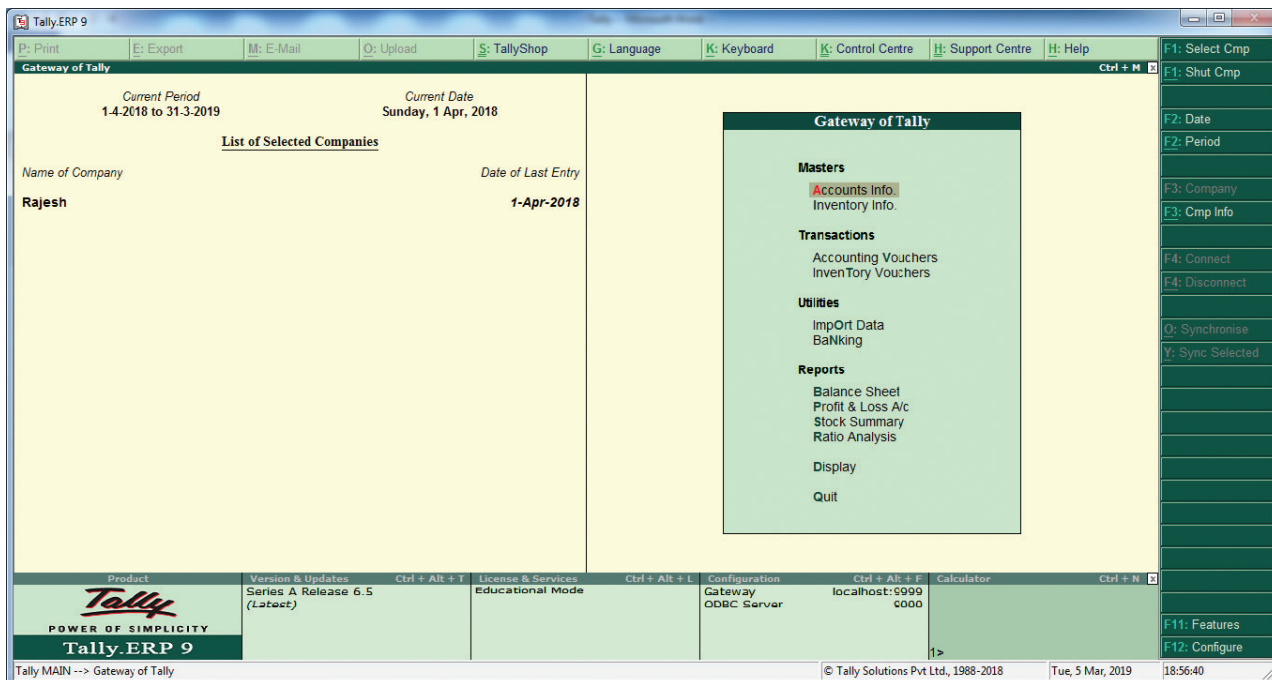 Tally.ERP 9
P: Print E: Export M: E-Mail O: Upload S: TallyShop G: Language K: Keyboard K: Control Centre H: Support Centre H: Help
Gateway of Tally Ctrl + M x
Current Period Current Date
1-4-2018 to 31-3-2019 Sunday, 1 Apr, 2018
List of Selected Companies
Name of Company Date of Last Entry
Rajesh 1-Apr-2018
Gateway of Tally
Masters
Accounts Info.
Inventory Info.
Transactions
Accounting Vouchers
InvenTory Vouchers
Utilities
ImpOrt Data
BaNking
Reports
Balance Sheet
Profit & Loss A/c
Stock Summary
Ratio Analysis
Display
Quit
F1: Select Cmp
F1: Shut Cmp
F2: Date
F2: Period
F3: Company
F3: Cmp Info
F4: Connect
F4: Disconnect
O: Synchronise
Y: Sync Selected
F11: Features
F12: Configure
Product
Tally
POWER OF SIMPLICITY
Tally.ERP 9
Version & Updates Ctrl + Alt + T
Series A Release 6.5
(Latest)
License & Services Ctrl + Alt + L
Educational Mode
Configuration Ctrl + Alt + F
Gateway localhost:9999
ODBC Server 9000
Calculator Ctrl + N x
1>
Tally MAIN --> Gateway of Tally © Tally Solutions Pvt Ltd., 1988-2018 Tue, 5 Mar, 2019 18:56:40